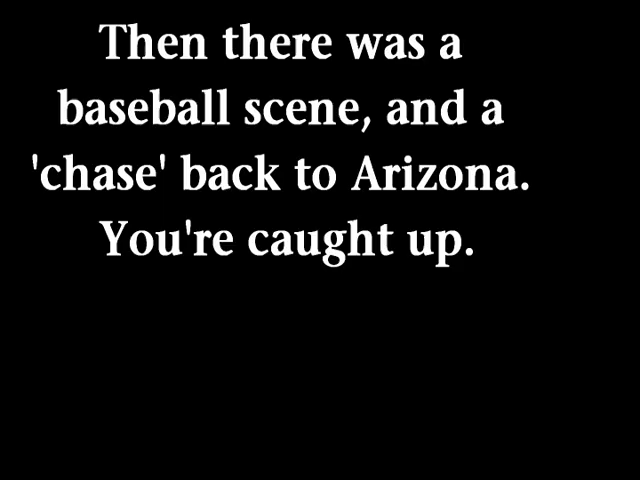 Then there was a
baseball scene, and a
'chase' back to Arizona.
You're caught up.